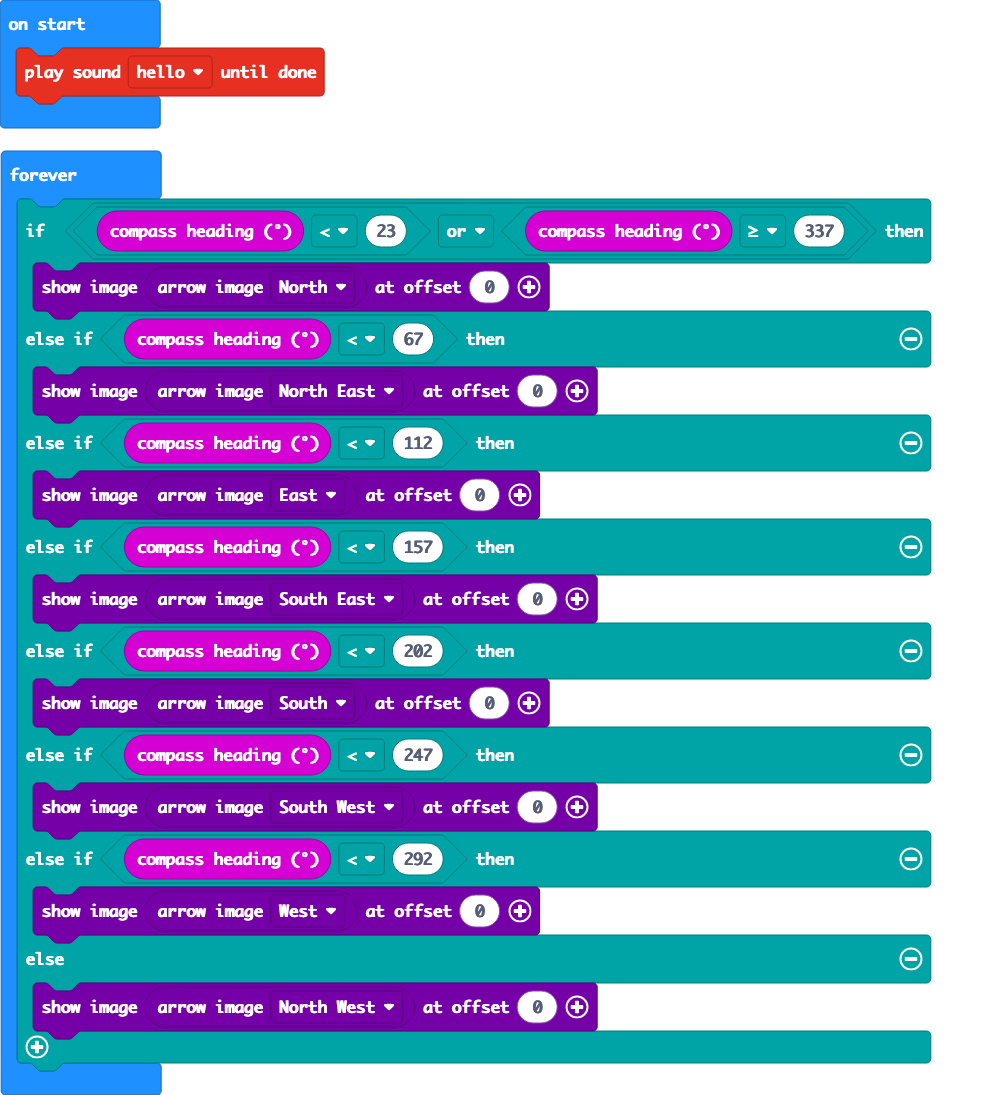 on start
play sound hello until done
forever
if compass heading (°) < 23 or compass heading (°) ≥ 337 then
show image arrow image North at offset 0
else if compass heading (°) < 67 then
show image arrow image North East at offset 0
else if compass heading (°) < 112 then
show image arrow image East at offset 0
else if compass heading (°) < 157 then
show image arrow image South East at offset 0
else if compass heading (°) < 202 then
show image arrow image South at offset 0
else if compass heading (°) < 247 then
show image arrow image South West at offset 0
else if compass heading (°) < 292 then
show image arrow image West at offset 0
else
show image arrow image North West at offset 0